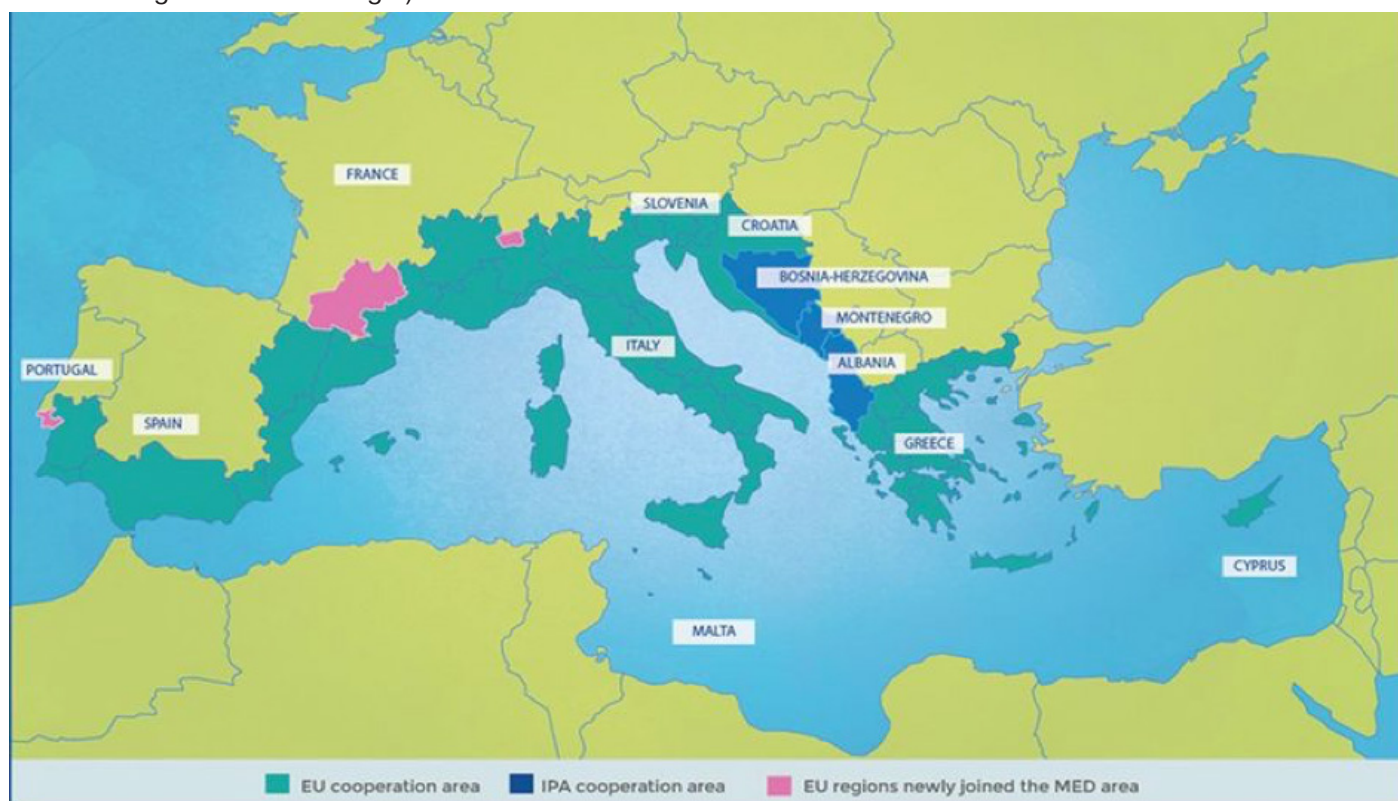 FRANCE
SLOVENIA
CROATIA
BOSNIA-HERZEGOVINA
MONTENEGRO
ITALY
ALBANIA
PORTUGAL
SPAIN
GREECE
CYPRUS
MALTA
EU cooperation area IPA cooperation area EU regions newly joined the MED area